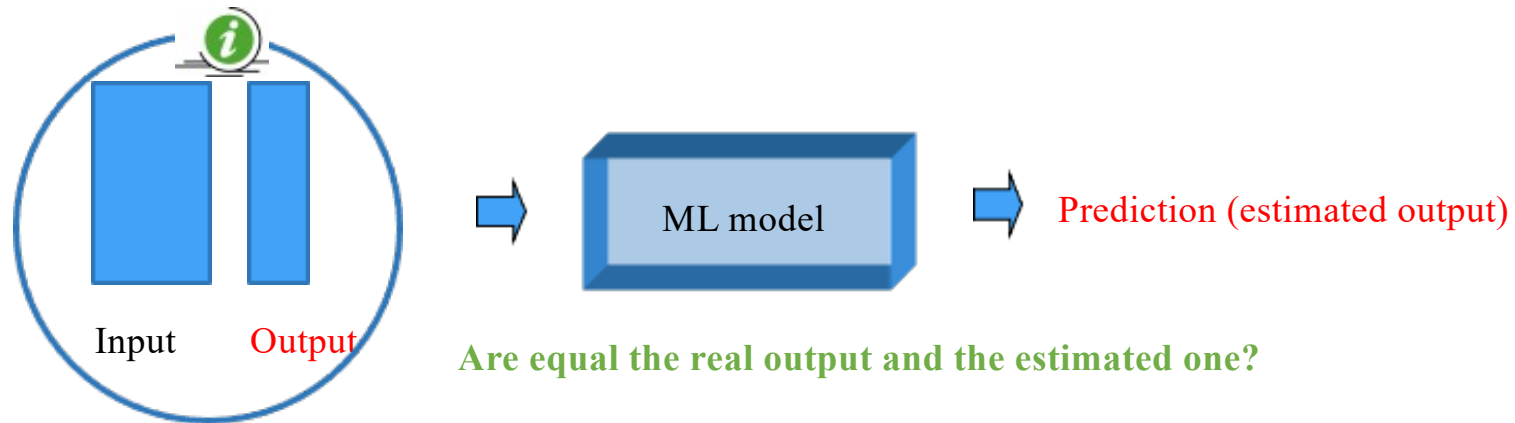 i
ML model
Prediction (estimated output)
Input
Output
Are equal the real output and the estimated one?